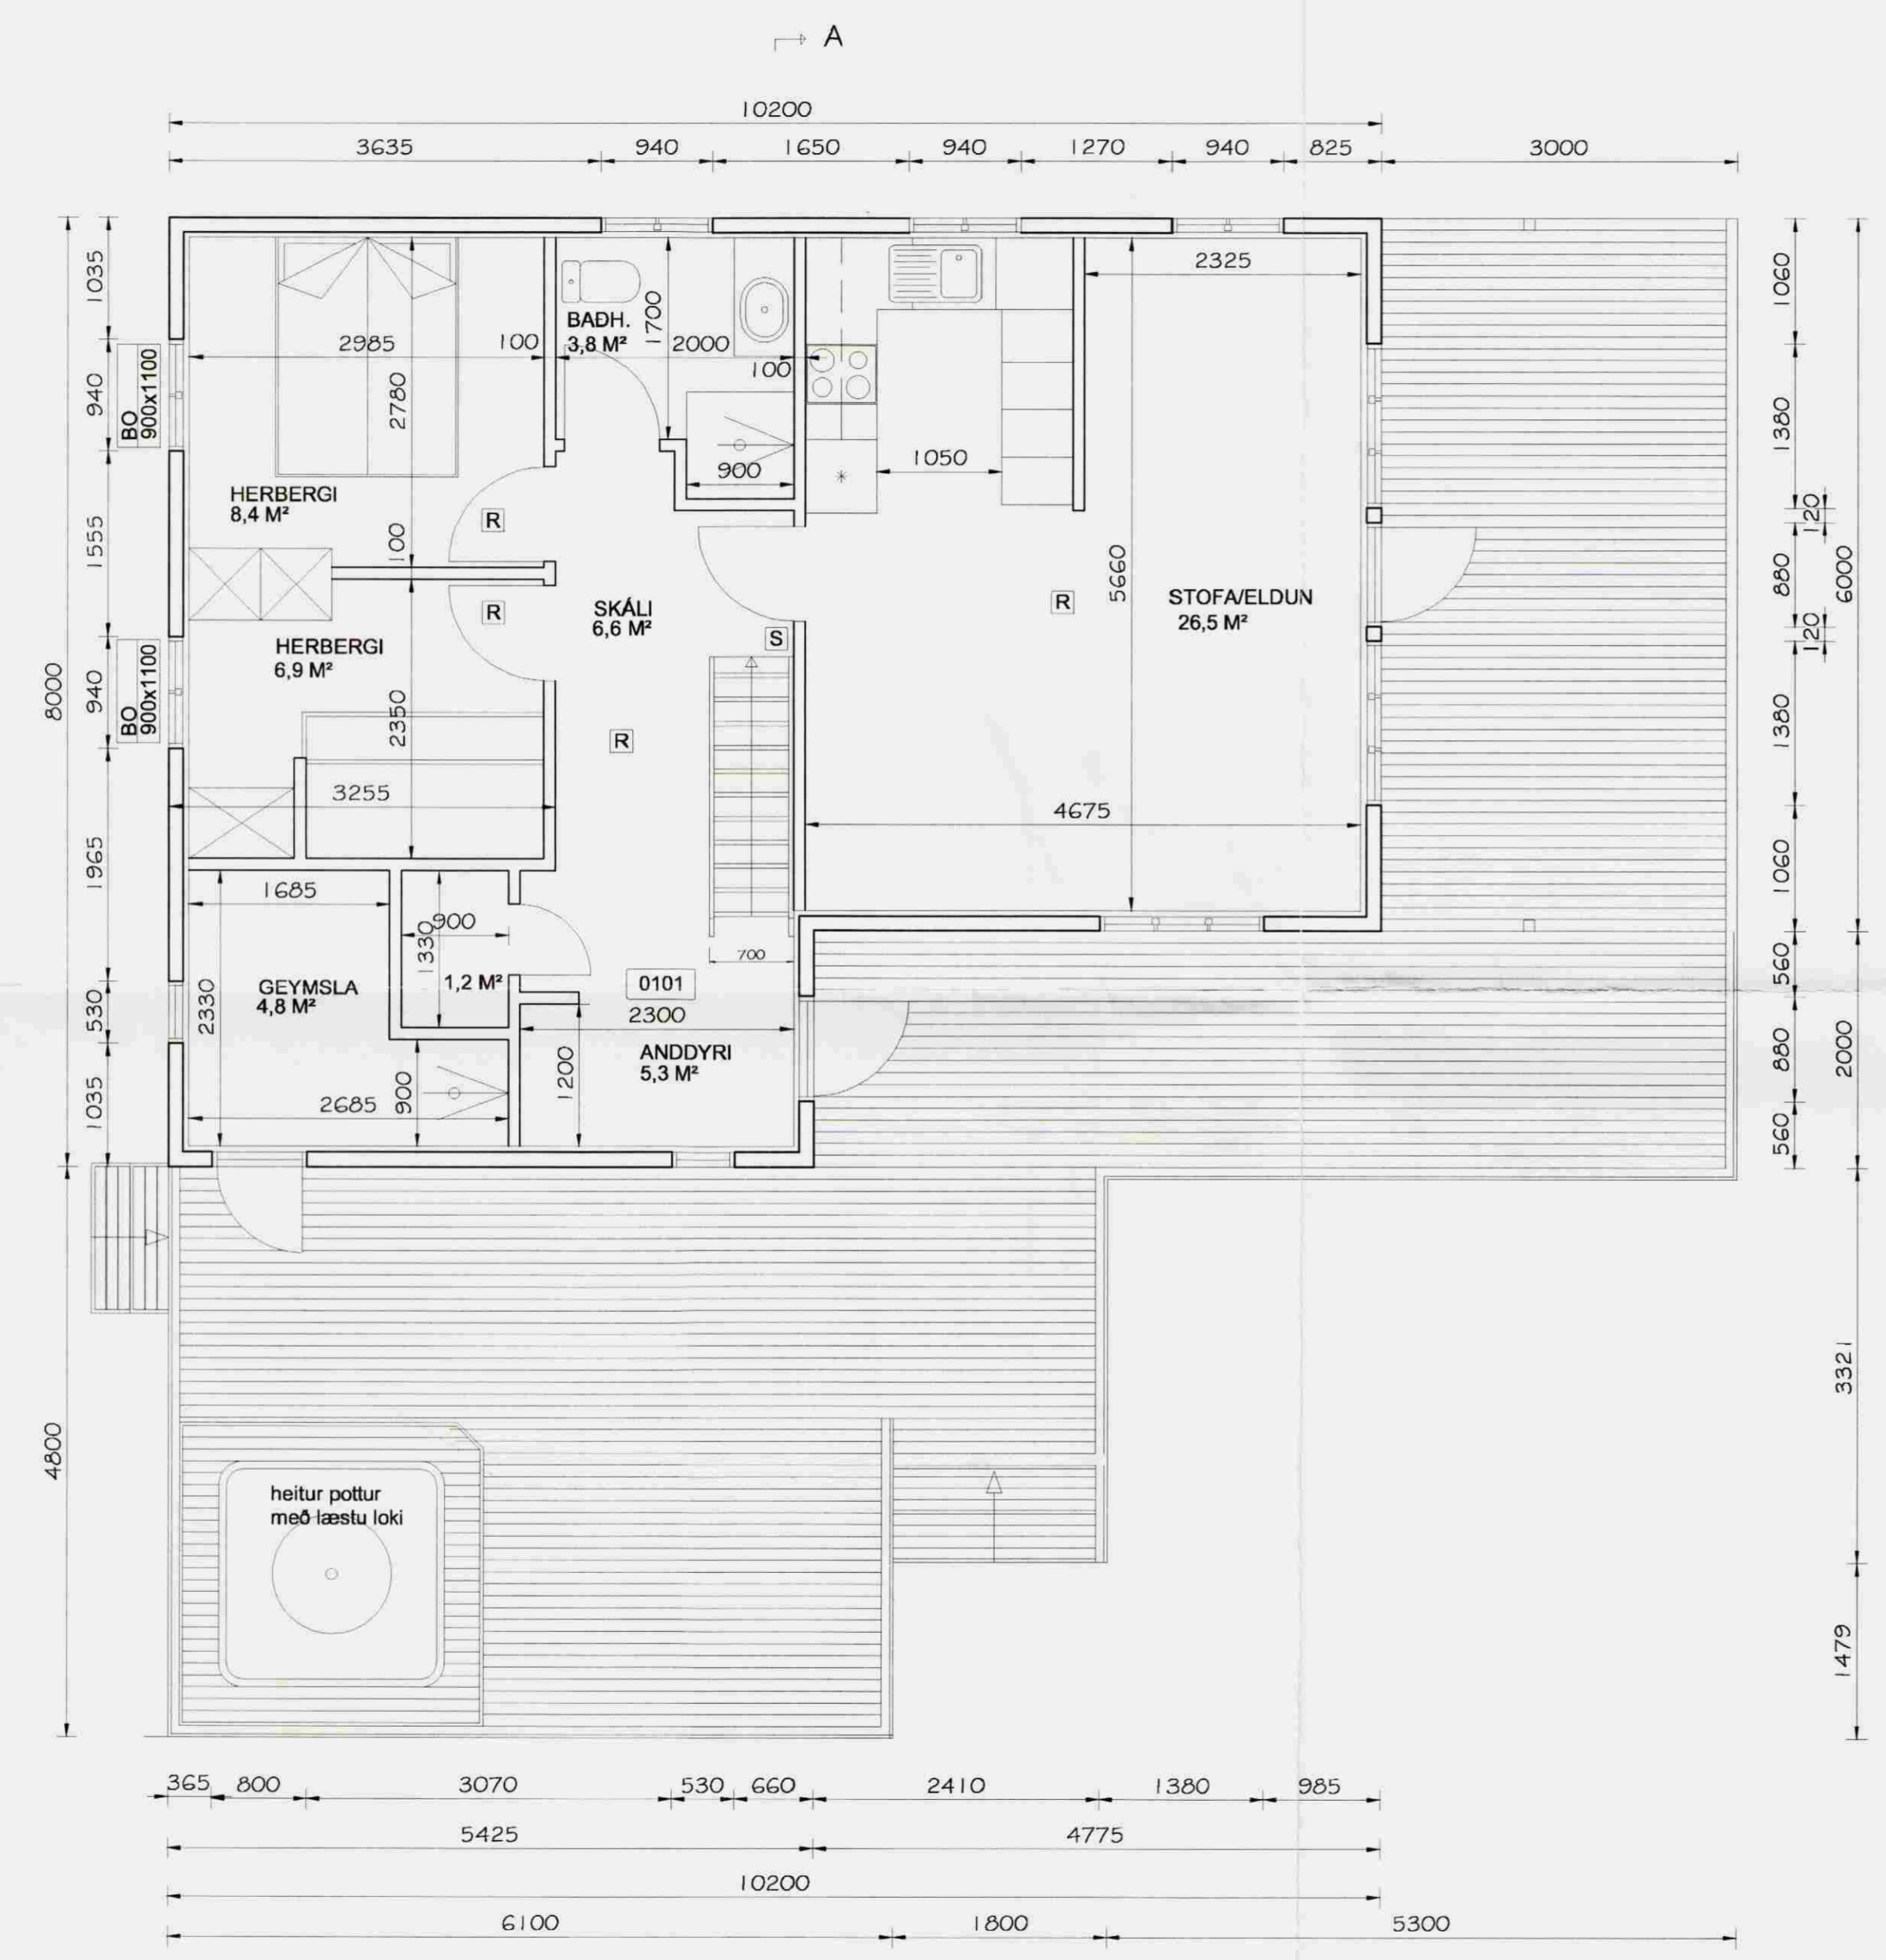 A
10200
3635 940 1650 940 1270 940 825 3000
8000
1035
940
1555
940
1965
530
1035
4800
BO
900x1100
BO
900x1100
2985
100
2780
HERBERGI
8,4 M²
100
R
BAÐH.
3,8 M²
1700
2000
100
900
1050
2325
HERBERGI
6,9 M²
R
2350
3255
SKÁLI
6,6 M²
S
R
R
5660
STOFA/ELDUN
26,5 M²
4675
1685
2330
GEYMSLA
4,8 M²
900
1330
1,2 M²
700
0101
2300
ANDDYRI
5,3 M²
1200
2685
900
1060
1380
120
880
120
1380
1060
560
880
560
6000
2000
3321
1479
heitur pottur
með læstu loki
365 800 3070 530 660 2410 1380 985
5425 4775
10200
6100 1800 5300